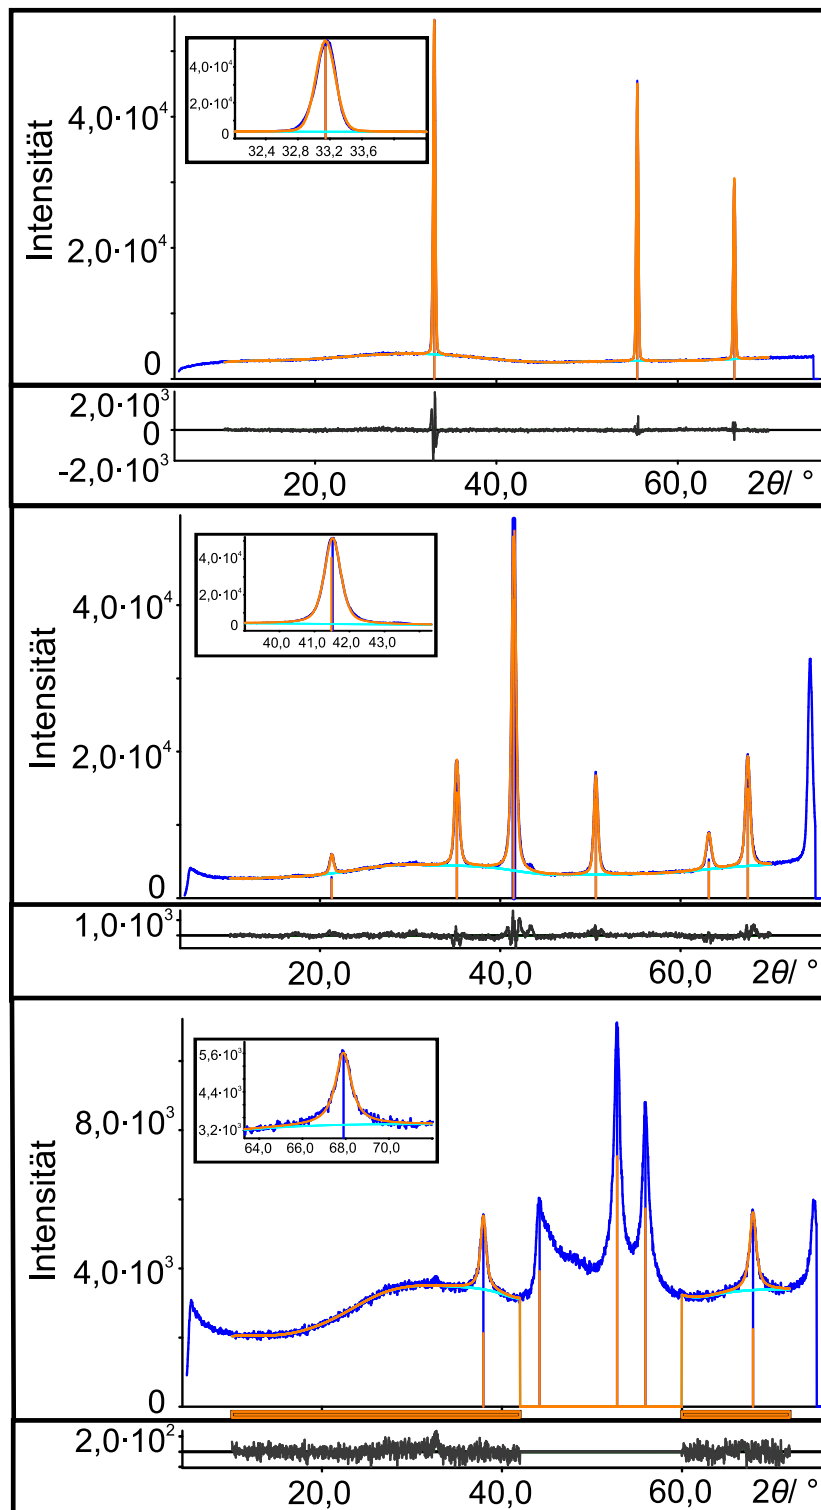 Intensität
4,0·10⁴
2,0·10⁴
0
4,0·10⁴
2,0·10⁴
0
32,4 32,8 33,2 33,6
2,0·10³
0
-2,0·10³
20,0 40,0 60,0 2θ/ °
Intensität
4,0·10⁴
2,0·10⁴
0
4,0·10⁴
2,0·10⁴
0
40,0 41,0 42,0 43,0
1,0·10³
20,0 40,0 60,0 2θ/ °
Intensität
8,0·10³
4,0·10³
0
5,6·10³
4,4·10³
3,2·10³
64,0 66,0 68,0 70,0
2,0·10²
20,0 40,0 60,0 2θ/ °